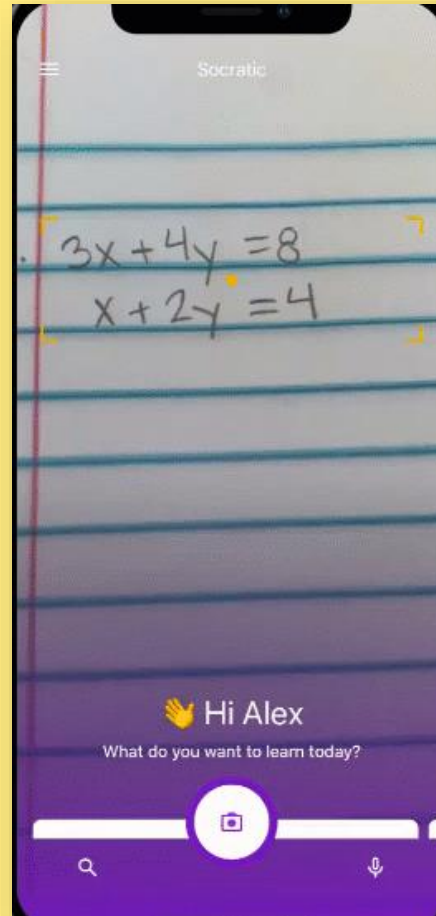 Socratic
. 3x + 4y = 8
x + 2y = 4
👋 Hi Alex
What do you want to learn today?